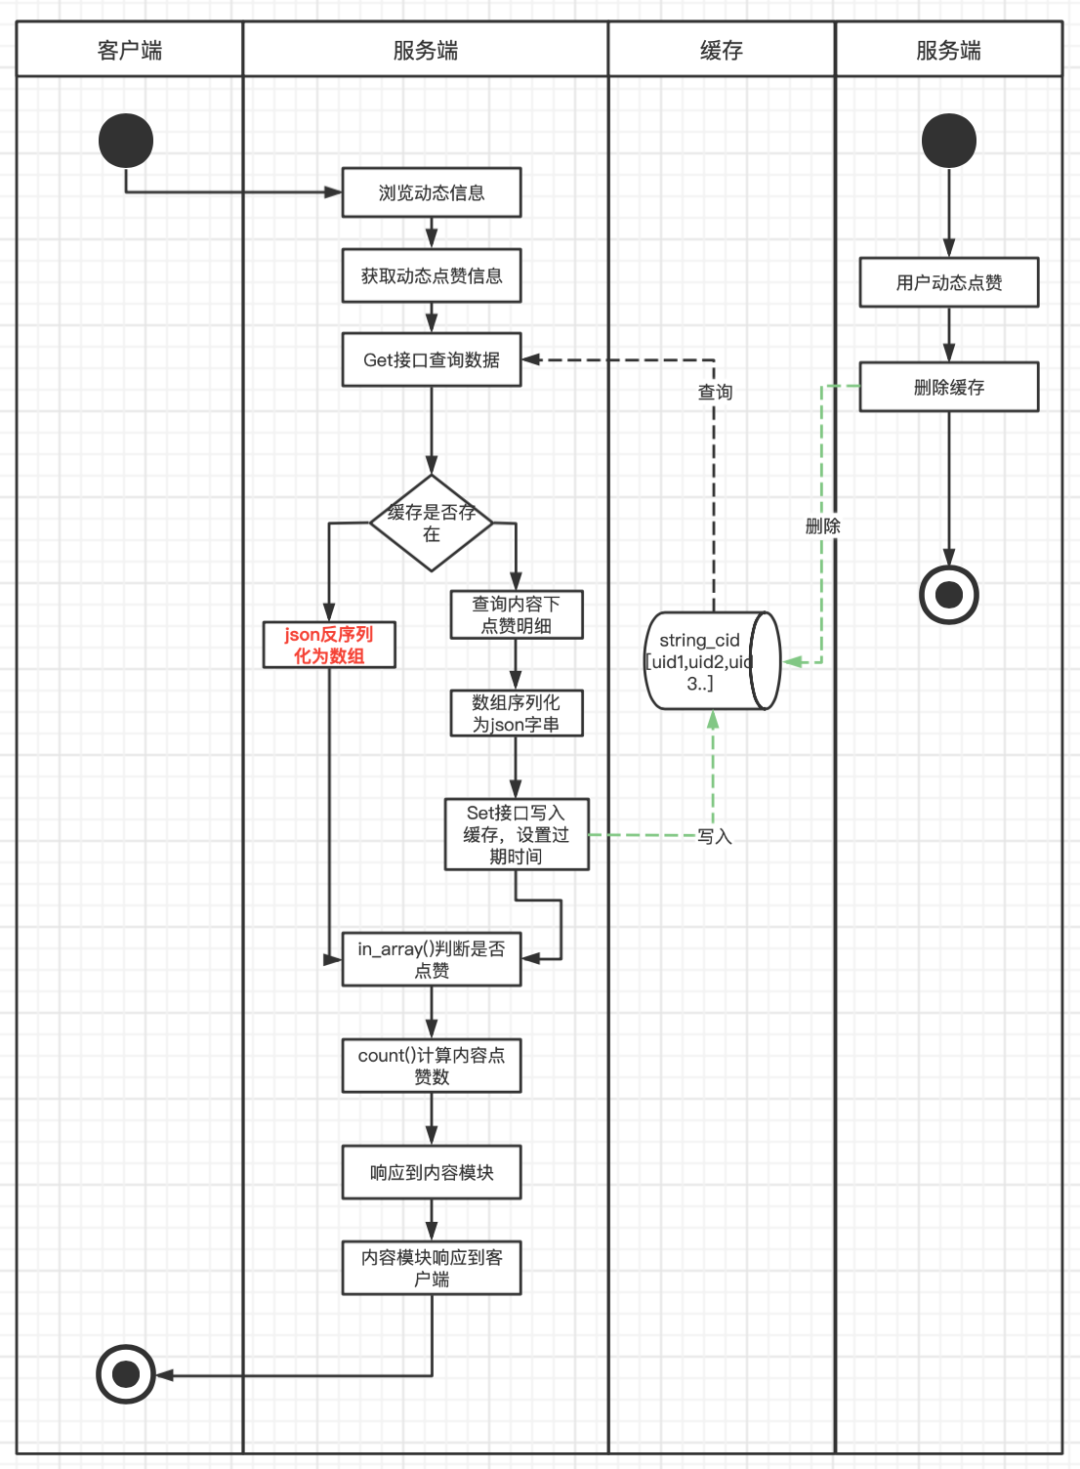 客户端
服务端
缓存
服务端
浏览动态信息
获取动态点赞信息
Get接口查询数据
缓存是否存
在
json反序列
化为数组
查询内容下
点赞明细
数组序列化
为json字串
Set接口写入
缓存，设置过
期时间
in_array()判断是否
点赞
count()计算内容点
赞数
响应到内容模块
内容模块响应到客
户端
查询
string_cid
[uid1,uid2,uid
3..]
写入
删除
用户动态点赞
删除缓存